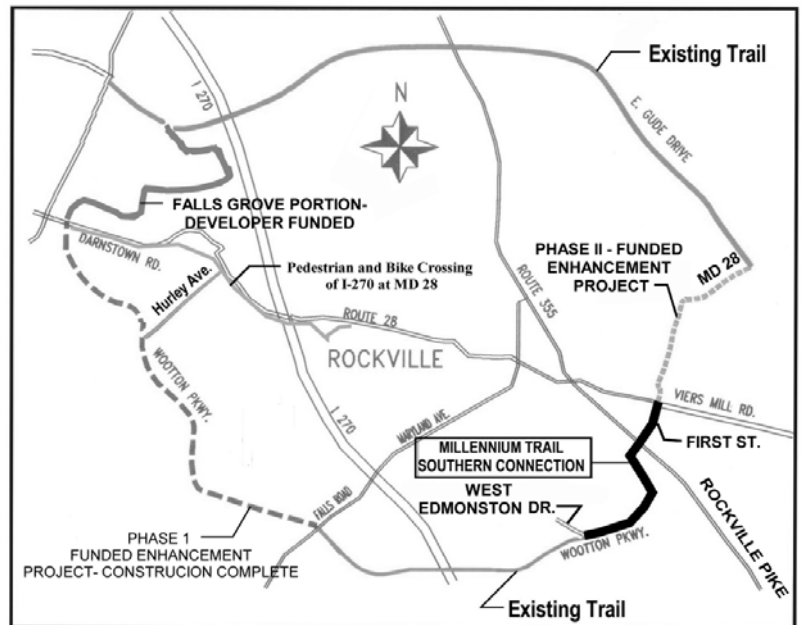 Existing Trail
I 270
N
E. GUDE DRIVE
FALLS GROVE PORTION-
DEVELOPER FUNDED
DARNSTOWN RD.
PHASE II - FUNDED
ENHANCEMENT
PROJECT
MD 28
Pedestrian and Bike Crossing
of I-270 at MD 28
Hurley Ave.
ROUTE 355
ROUTE 28
ROCKVILLE
WOOTTON PKWY.
MARYLAND AVE.
VIERS MILL RD.
I 270
FIRST ST.
MILLENNIUM TRAIL
SOUTHERN CONNECTION
WEST
EDMONSTON DR.
ROCKVILLE PIKE
FALLS ROAD
WOOTTON PKWY.
PHASE 1
FUNDED ENHANCEMENT
PROJECT- CONSTRUCION COMPLETE
Existing Trail